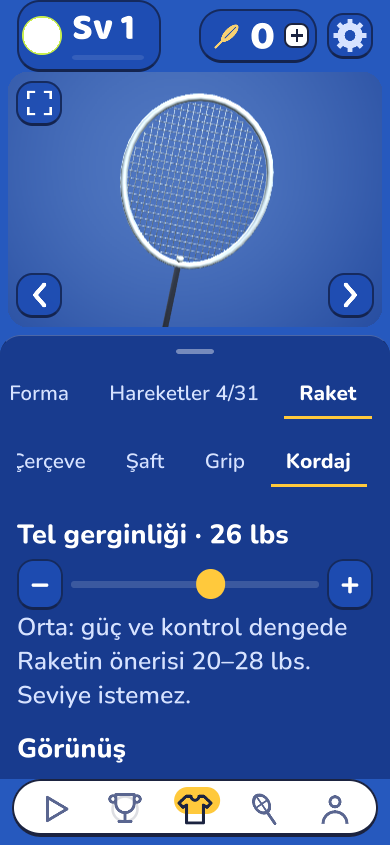 Sv 1
0
Forma Hareketler 4/31 Raket
Çerçeve Şaft Grip Kordaj
Tel gerginliği · 26 lbs
Orta: güç ve kontrol dengede
Raketin önerisi 20–28 lbs.
Seviye istemez.
Görünüş